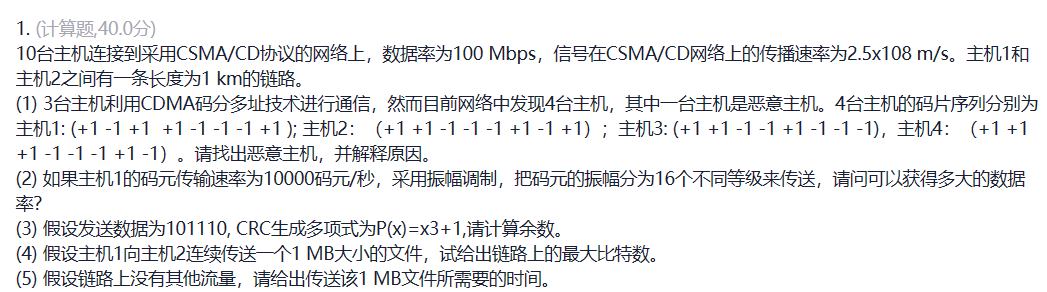 1. (计算题,40.0分)
10台主机连接到采用CSMA/CD协议的网络上，数据率为100 Mbps，信号在CSMA/CD网络上的传播速率为2.5x108 m/s。主机1和
主机2之间有一条长度为1 km的链路。
(1) 3台主机利用CDMA码分多址技术进行通信，然而目前网络中发现4台主机，其中一台主机是恶意主机。4台主机的码片序列分别为
主机1: (+1 -1 +1 +1 -1 -1 -1 +1 ); 主机2: （+1 +1 -1 -1 -1 +1 -1 +1）; 主机3: (+1 +1 -1 -1 +1 -1 -1 -1)，主机4: （+1 +1
+1 -1 -1 -1 +1 -1）。请找出恶意主机，并解释原因。
(2) 如果主机1的码元传输速率为10000码元/秒，采用振幅调制，把码元的振幅分为16个不同等级来传送，请问可以获得多大的数据
率?
(3) 假设发送数据为101110, CRC生成多项式为P(x)=x3+1,请计算余数。
(4) 假设主机1向主机2连续传送一个1 MB大小的文件，试给出链路上的最大比特数。
(5) 假设链路上没有其他流量，请给出传送该1 MB文件所需要的时间。